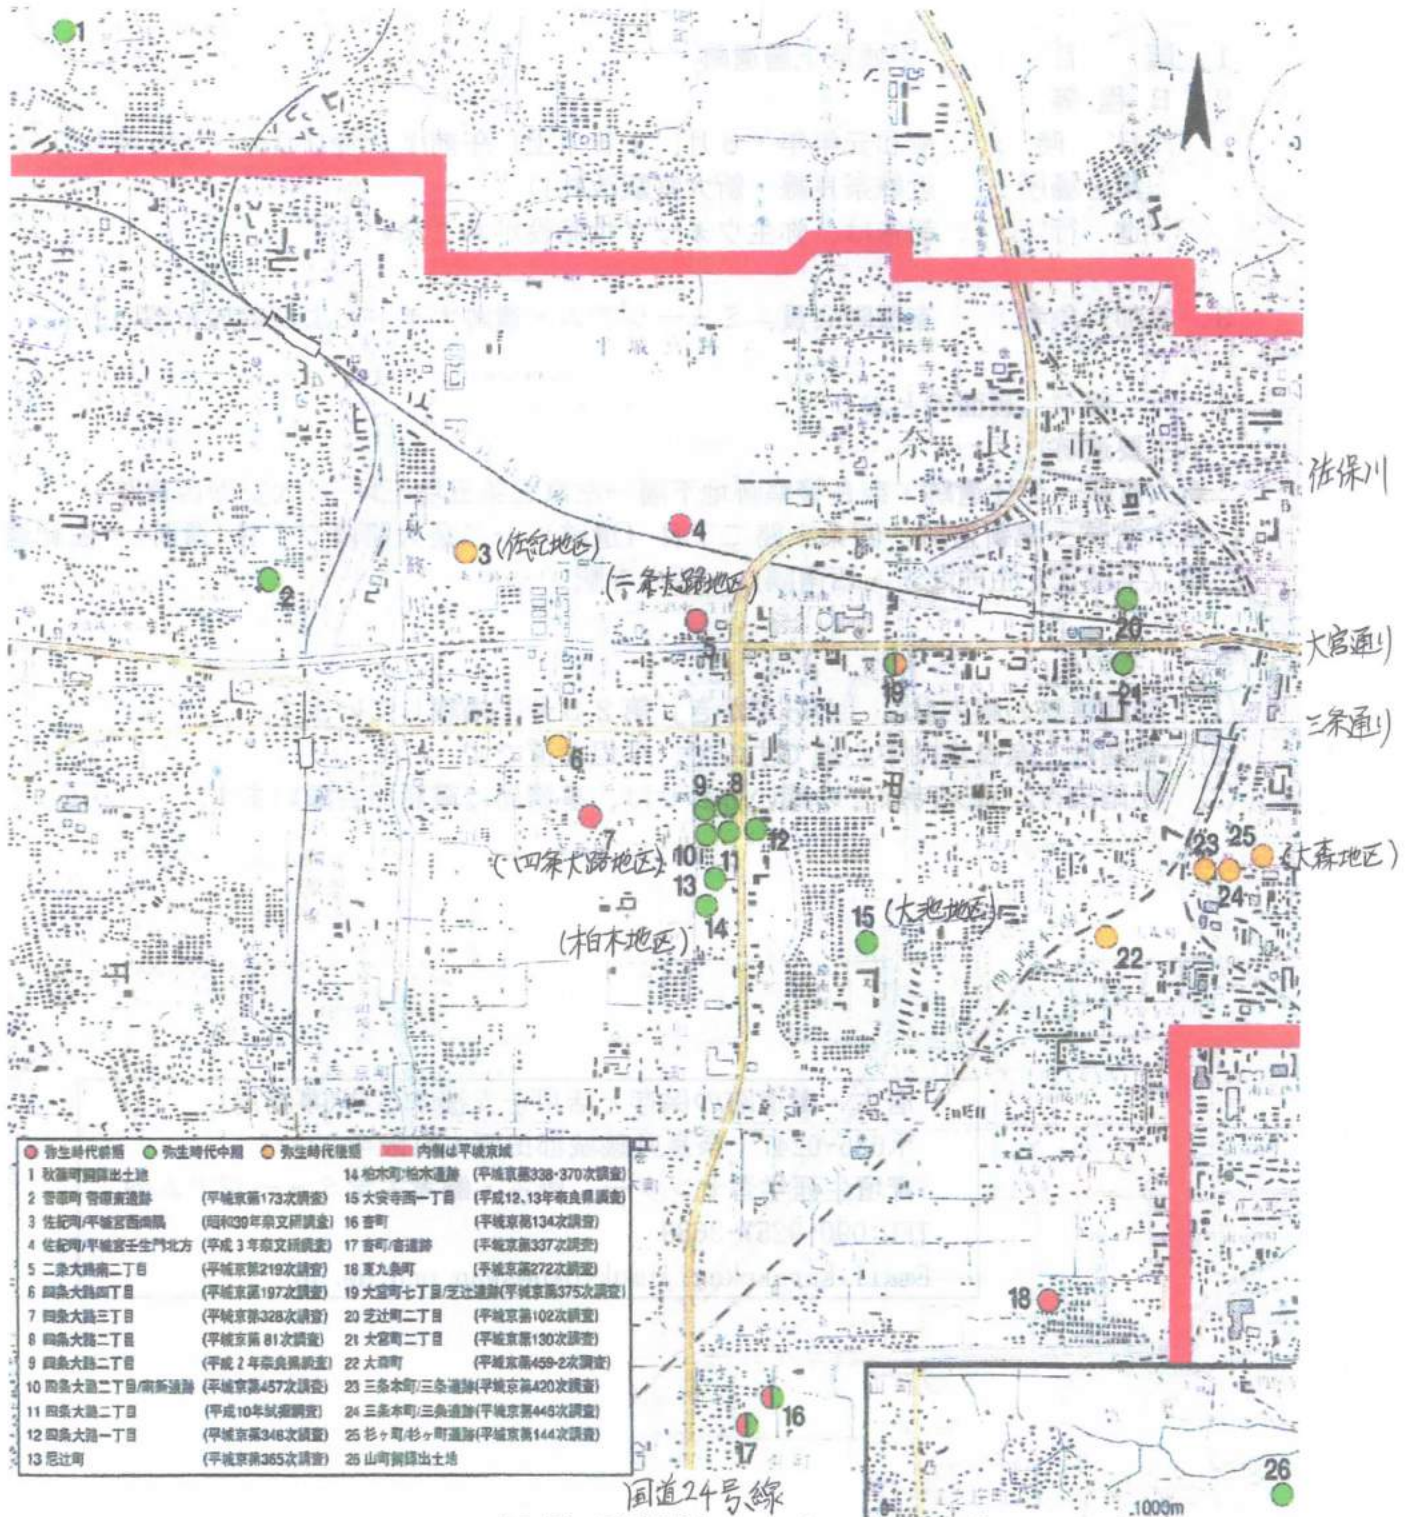 1
奈良市
佐保川
4
3 (佐紀地区)
(二条大路地区)
2
20
5
大宮通り
19
21
三条通り
6
9 8
7
12
(四条大路地区)
10 11
23 25
(大森地区)
24
13
15 (大池地区)
14
(柏木地区)
22
弥生時代前期 弥生時代中期 弥生時代後期 内側は平城京域
1 秋篠町銅鐸出土地
2 菅原町 菅原東遺跡 (平城京第173次調査)
3 佐紀町/平城宮西南隅 (昭和39年奈文研調査)
4 佐紀町/平城宮壬生門北方 (平成3年奈文研調査)
5 二条大路南二丁目 (平城京第219次調査)
6 四条大路四丁目 (平城京第197次調査)
7 四条大路三丁目 (平城京第328次調査)
8 四条大路二丁目 (平城京第81次調査)
9 四条大路二丁目 (平成2年奈良県調査)
10 四条大路二丁目/南新遺跡 (平城京第457次調査)
11 四条大路二丁目 (平成10年試掘調査)
12 四条大路一丁目 (平城京第346次調査)
13 尼辻町 (平城京第365次調査)
14 柏木町/柏木遺跡 (平城京第338・370次調査)
15 大安寺西一丁目 (平成12,13年奈良県調査)
16 杏町 (平城京第134次調査)
17 杏町/杏遺跡 (平城京第337次調査)
18 東九条町 (平城京第272次調査)
19 大宮町七丁目/芝辻遺跡(平城京第375次調査)
20 芝辻町二丁目 (平城京第102次調査)
21 大宮町二丁目 (平城京第130次調査)
22 大森町 (平城京第459-2次調査)
23 三条本町/三条遺跡(平城京第420次調査)
24 三条本町/三条遺跡(平城京第445次調査)
25 杉ヶ町/杉ヶ町遺跡(平城京第144次調査)
26 山町銅鐸出土地
18
16
17
国道24号線
26
1000m